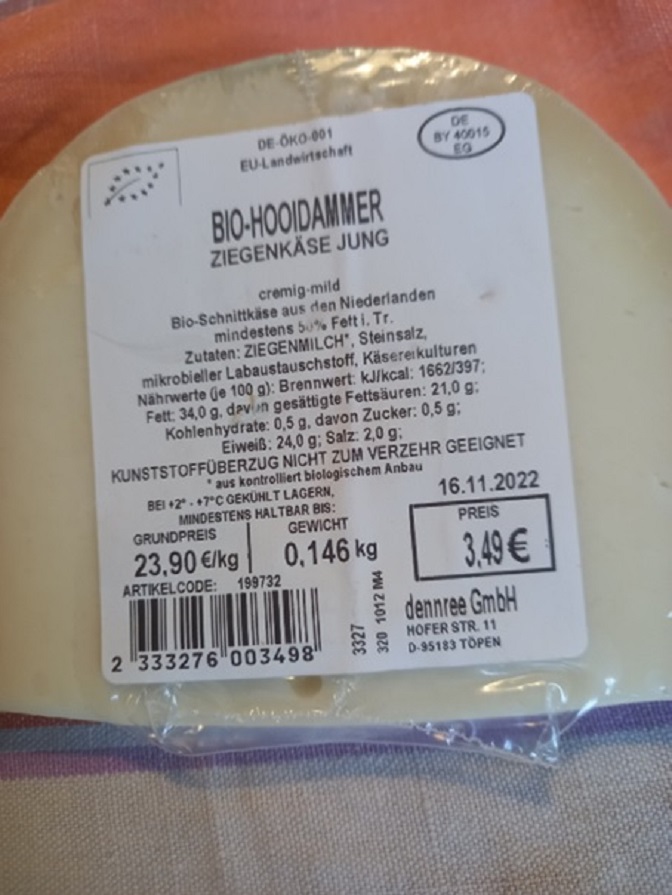 DE-ÖKO-001
EU-Landwirtschaft
DE
BY 40015
EG
BIO-HOOIDAMMER
ZIEGENKÄSE JUNG
cremig-mild
Bio-Schnittkäse aus den Niederlanden
mindestens 50% Fett i. Tr.
Zutaten: ZIEGENMILCH*, Steinsalz,
mikrobieller Labaustauschstoff, Käsereikulturen
Nährwerte (je 100 g): Brennwert: kJ/kcal: 1662/397;
Fett: 34,0 g, davon gesättigte Fettsäuren: 21,0 g;
Kohlenhydrate: 0,5 g, davon Zucker: 0,5 g;
Eiweiß: 24,0 g; Salz: 2,0 g;
KUNSTSTOFFÜBERZUG NICHT ZUM VERZEHR GEEIGNET
* aus kontrolliert biologischem Anbau
BEI +2° - +7°C GEKÜHLT LAGERN,
MINDESTENS HALTBAR BIS:
16.11.2022
GRUNDPREIS
GEWICHT
PREIS
23,90 €/kg
0,146 kg
3,49 €
ARTIKELCODE: 199732
2 333276 003498
3327
320 1012 M4
dennree GmbH
HOFER STR. 11
D-95183 TÖPEN